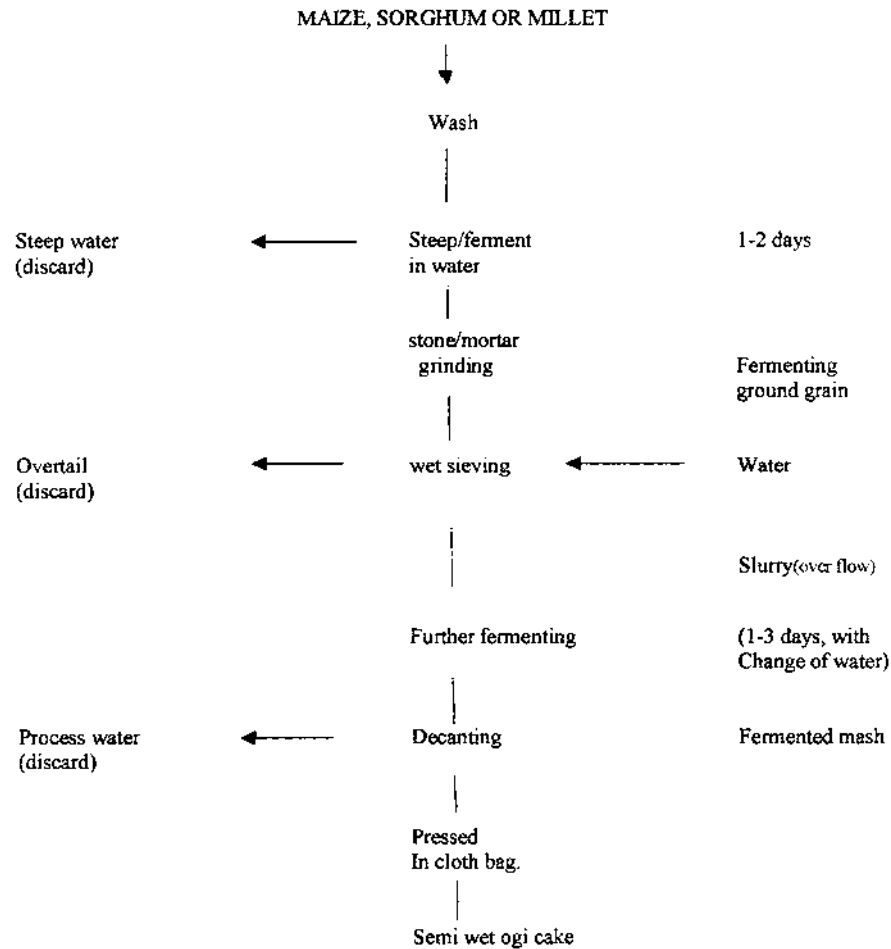 MAIZE, SORGHUM OR MILLET
Wash
Steep water
(discard)
Steep/ferment
in water
1-2 days
stone/mortar
grinding
Fermenting
ground grain
Overtail
(discard)
wet sieving
Water
Slurry(over flow)
Further fermenting
(1-3 days, with
Change of water)
Process water
(discard)
Decanting
Fermented mash
Pressed
In cloth bag.
Semi wet ogi cake